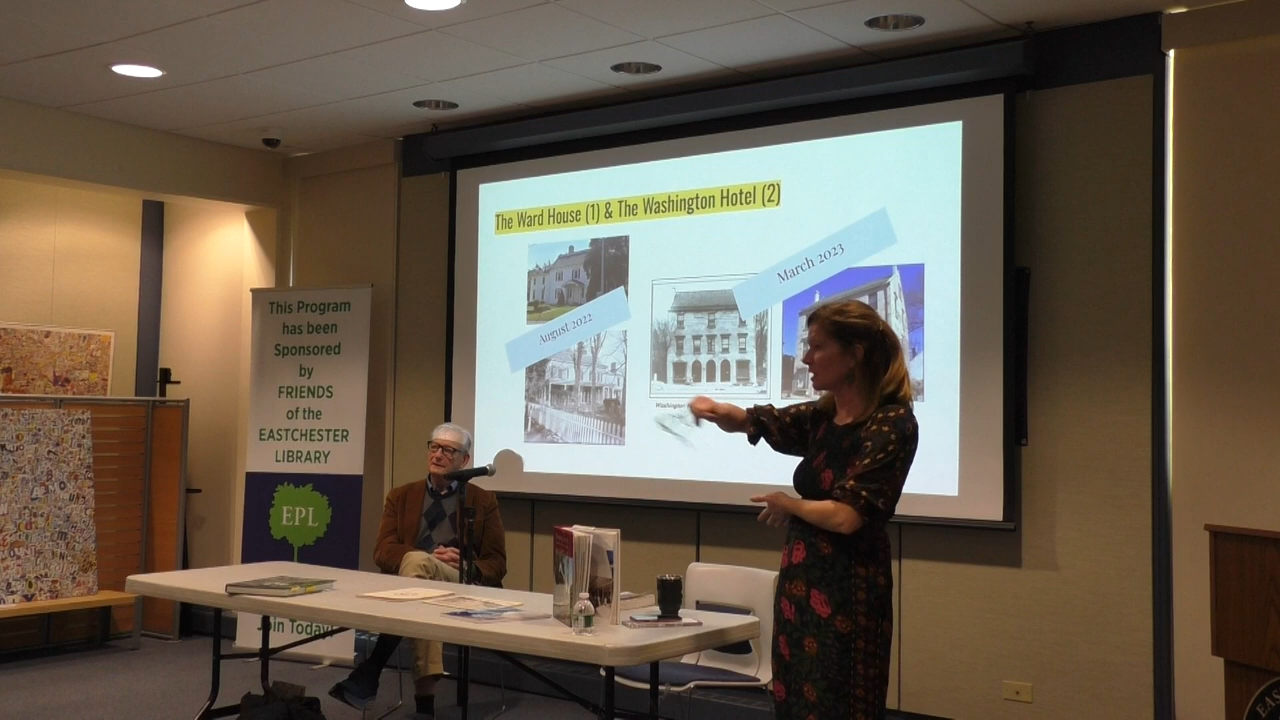 The Ward House (1) & The Washington Hotel (2)
March 2023
August 2022
Washington
This Program
has been
Sponsored
by
FRIENDS
of the
EASTCHESTER
LIBRARY
EPL
Join Today!
EAS